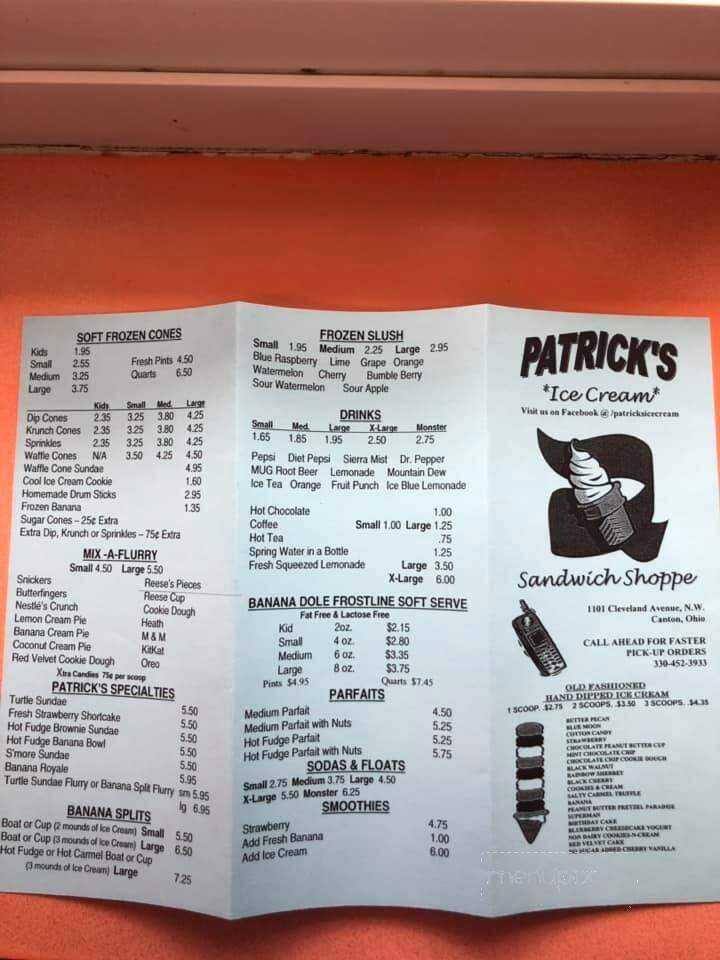 SOFT FROZEN CONES
Kids 1.95
Small 2.55 Fresh Pints 4.50
Medium 3.25 Quarts 6.50
Large 3.75
Kids Small Med. Large
Dip Cones 2.35 3.25 3.80 4.25
Krunch Cones 2.35 3.25 3.80 4.25
Sprinkles 2.35 3.25 3.80 4.25
Waffle Cones N/A 3.50 4.25 4.50
Waffle Cone Sundae 4.95
Cool Ice Cream Cookie 1.60
Homemade Drum Sticks 2.95
Frozen Banana 1.35
Sugar Cones – 25¢ Extra
Extra Dip, Krunch or Sprinkles – 75¢ Extra
MIX -A-FLURRY
Small 4.50 Large 5.50
Snickers Reese's Pieces
Butterfingers Reese Cup
Nestlé's Crunch Cookie Dough
Lemon Cream Pie Heath
Banana Cream Pie M & M
Coconut Cream Pie KitKat
Red Velvet Cookie Dough Oreo
Xtra Candies 75¢ per scoop
PATRICK'S SPECIALTIES
Turtle Sundae 5.50
Fresh Strawberry Shortcake 5.50
Hot Fudge Brownie Sundae 5.50
Hot Fudge Banana Bowl 5.50
S'more Sundae 5.50
Banana Royale 5.95
Turtle Sundae Flurry or Banana Split Flurry sm 5.95
lg 6.95
BANANA SPLITS
Boat or Cup (2 mounds of Ice Cream) Small 5.50
Boat or Cup (3 mounds of Ice Cream) Large 6.50
Hot Fudge or Hot Carmel Boat or Cup
(3 mounds of Ice Cream) Large 7.25
FROZEN SLUSH
Small 1.95 Medium 2.25 Large 2.95
Blue Raspberry Lime Grape Orange
Watermelon Cherry Bumble Berry
Sour Watermelon Sour Apple
DRINKS
Small Med. Large X-Large Monster
1.65 1.85 1.95 2.50 2.75
Pepsi Diet Pepsi Sierra Mist Dr. Pepper
MUG Root Beer Lemonade Mountain Dew
Ice Tea Orange Fruit Punch Ice Blue Lemonade
Hot Chocolate 1.00
Coffee Small 1.00 Large 1.25
Hot Tea .75
Spring Water in a Bottle 1.25
Fresh Squeezed Lemonade Large 3.50
X-Large 6.00
BANANA DOLE FROSTLINE SOFT SERVE
Fat Free & Lactose Free
Kid 2oz. $2.15
Small 4 oz. $2.80
Medium 6 oz. $3.35
Large 8 oz. $3.75
Pints $4.95 Quarts $7.45
PARFAITS
Medium Parfait 4.50
Medium Parfait with Nuts 5.25
Hot Fudge Parfait 5.25
Hot Fudge Parfait with Nuts 5.75
SODAS & FLOATS
Small 2.75 Medium 3.75 Large 4.50
X-Large 5.50 Monster 6.25
SMOOTHIES
Strawberry 4.75
Add Fresh Banana 1.00
Add Ice Cream 6.00
PATRICK'S
*Ice Cream*
Visit us on Facebook @ /patricksicecream
Sandwich Shoppe
1101 Cleveland Avenue, N.W.
Canton, Ohio
CALL AHEAD FOR FASTER
PICK-UP ORDERS
330-452-3933
OLD FASHIONED
HAND DIPPED ICE CREAM
1 SCOOP. .$2.75 2 SCOOPS. .$3.50 3 SCOOPS. .$4.35
BUTTER PECAN
BLUE MOON
COTTON CANDY
STRAWBERRY
CHOCOLATE PEANUT BUTTER CUP
MINT CHOCOLATE CHIP
CHOCOLATE CHIP COOKIE DOUGH
BLACK WALNUT
RAINBOW SHERBET
BLACK CHERRY
COOKIES & CREAM
SALTY CARMEL TRUFFLE
BANANA
PEANUT BUTTER PRETZEL PARADISE
SUPERMAN
BIRTHDAY CAKE
BLUEBERRY CHEESECAKE YOGURT
NON DAIRY COOKIES-N-CREAM
RED VELVET CAKE
NO SUGAR ADDED CHERRY VANILLA
menupix